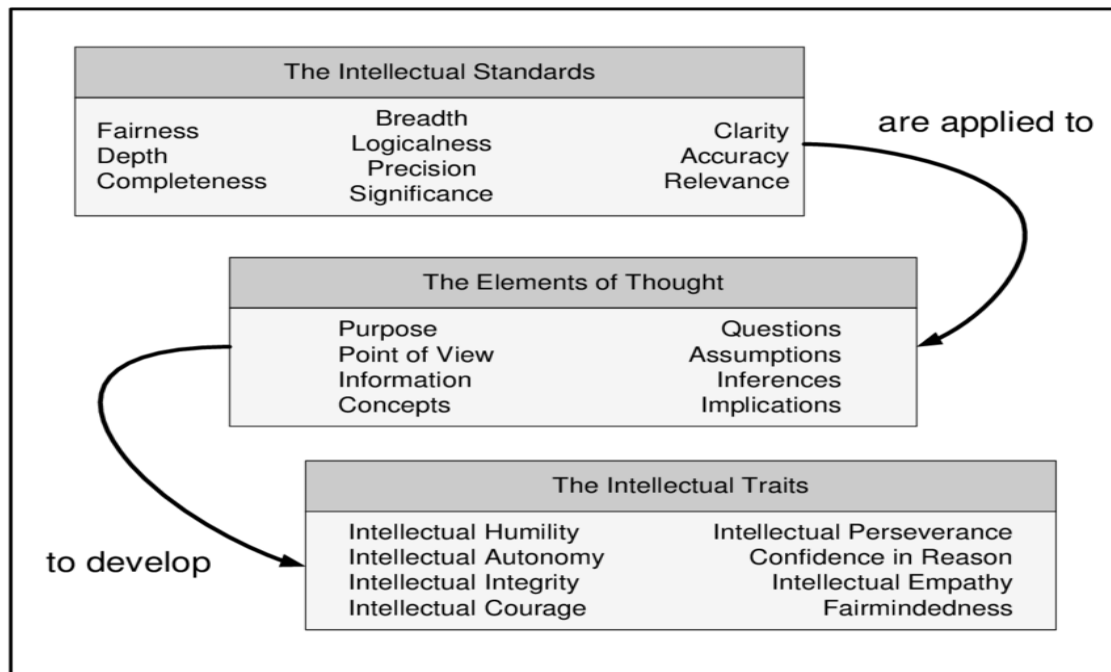 The Intellectual Standards
Fairness
Depth
Completeness
Breadth
Logicalness
Precision
Significance
Clarity
Accuracy
Relevance
are applied to
The Elements of Thought
Purpose
Point of View
Information
Concepts
Questions
Assumptions
Inferences
Implications
to develop
The Intellectual Traits
Intellectual Humility
Intellectual Autonomy
Intellectual Integrity
Intellectual Courage
Intellectual Perseverance
Confidence in Reason
Intellectual Empathy
Fairmindedness